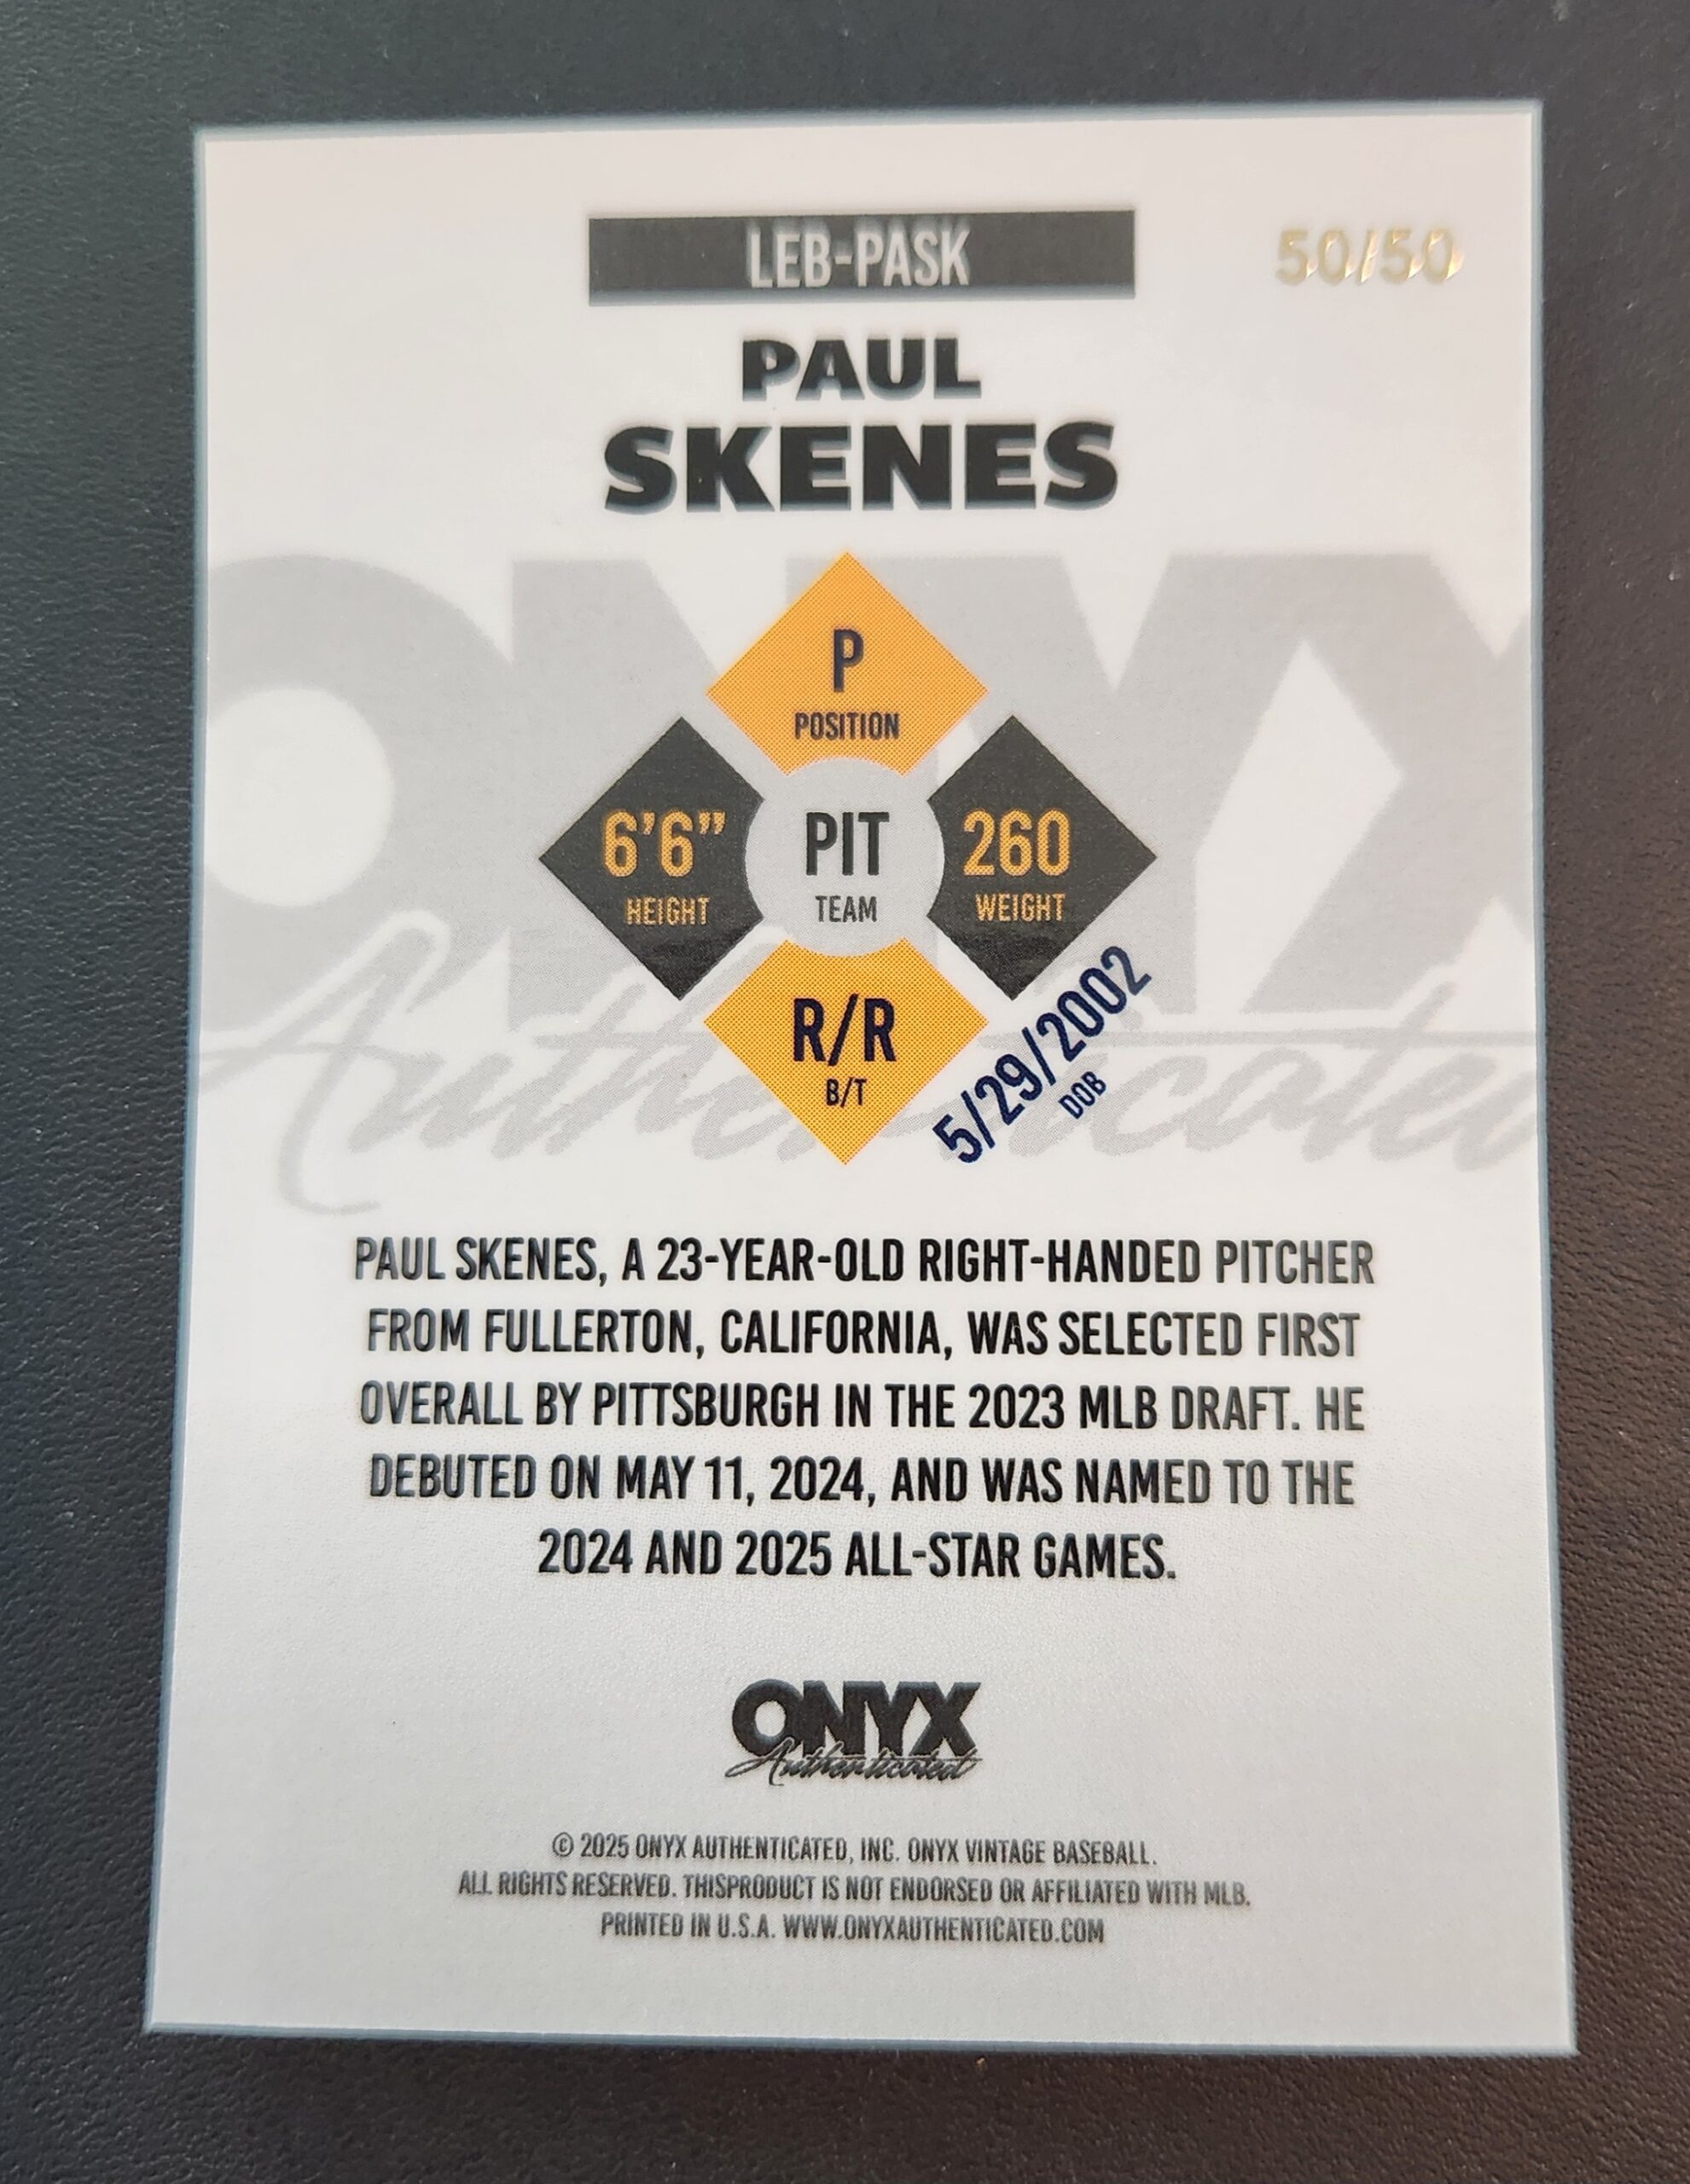 LEB-PASK
50/50
PAUL
SKENES
ONYX
Authenticated
P
POSITION
6'6”
HEIGHT
PIT
TEAM
260
WEIGHT
R/R
B/T
5/29/2002
DOB
PAUL SKENES, A 23-YEAR-OLD RIGHT-HANDED PITCHER
FROM FULLERTON, CALIFORNIA, WAS SELECTED FIRST
OVERALL BY PITTSBURGH IN THE 2023 MLB DRAFT. HE
DEBUTED ON MAY 11, 2024, AND WAS NAMED TO THE
2024 AND 2025 ALL-STAR GAMES.
ONYX
Authenticated
© 2025 ONYX AUTHENTICATED, INC. ONYX VINTAGE BASEBALL.
ALL RIGHTS RESERVED. THISPRODUCT IS NOT ENDORSED OR AFFILIATED WITH MLB.
PRINTED IN U.S.A. WWW.ONYXAUTHENTICATED.COM